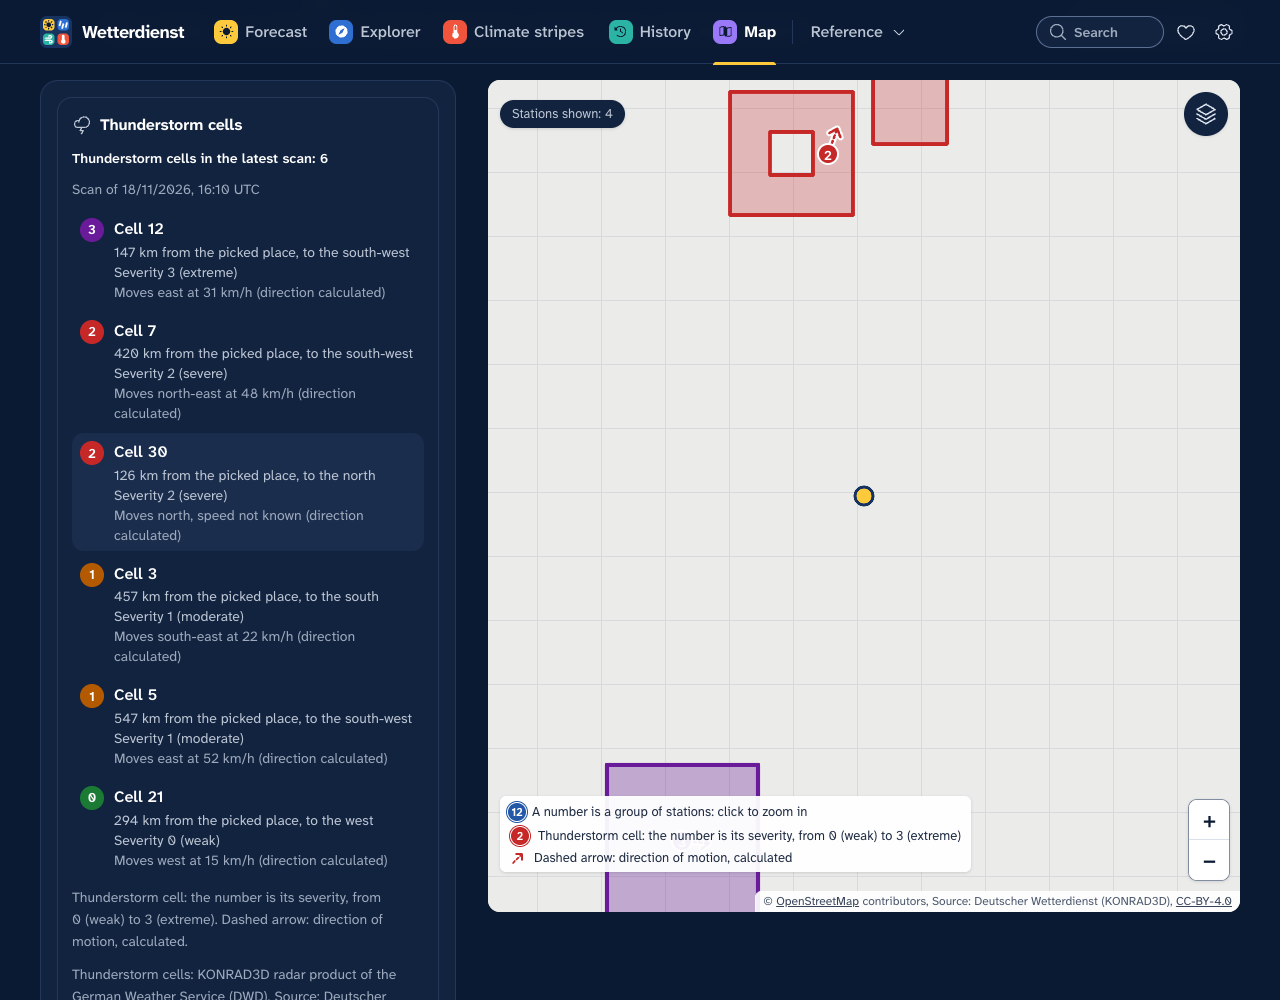 Wetterdienst
Forecast
Explorer
Climate stripes
History
Map
Reference
Search
Thunderstorm cells
Thunderstorm cells in the latest scan: 6
Scan of 18/11/2026, 16:10 UTC
3 Cell 12
147 km from the picked place, to the south-west
Severity 3 (extreme)
Moves east at 31 km/h (direction calculated)
2 Cell 7
420 km from the picked place, to the south-west
Severity 2 (severe)
Moves north-east at 48 km/h (direction
calculated)
2 Cell 30
126 km from the picked place, to the north
Severity 2 (severe)
Moves north, speed not known (direction
calculated)
1 Cell 3
457 km from the picked place, to the south
Severity 1 (moderate)
Moves south-east at 22 km/h (direction
calculated)
1 Cell 5
547 km from the picked place, to the south-west
Severity 1 (moderate)
Moves east at 52 km/h (direction calculated)
0 Cell 21
294 km from the picked place, to the west
Severity 0 (weak)
Moves west at 15 km/h (direction calculated)
Thunderstorm cell: the number is its severity, from
0 (weak) to 3 (extreme). Dashed arrow: direction of
motion, calculated.
Thunderstorm cells: KONRAD3D radar product of the
German Weather Service (DWD). Source: Deutscher
Stations shown: 4
2
12 A number is a group of stations: click to zoom in
2 Thunderstorm cell: the number is its severity, from 0 (weak) to 3 (extreme)
Dashed arrow: direction of motion, calculated
+
−
© OpenStreetMap contributors, Source: Deutscher Wetterdienst (KONRAD3D), CC-BY-4.0